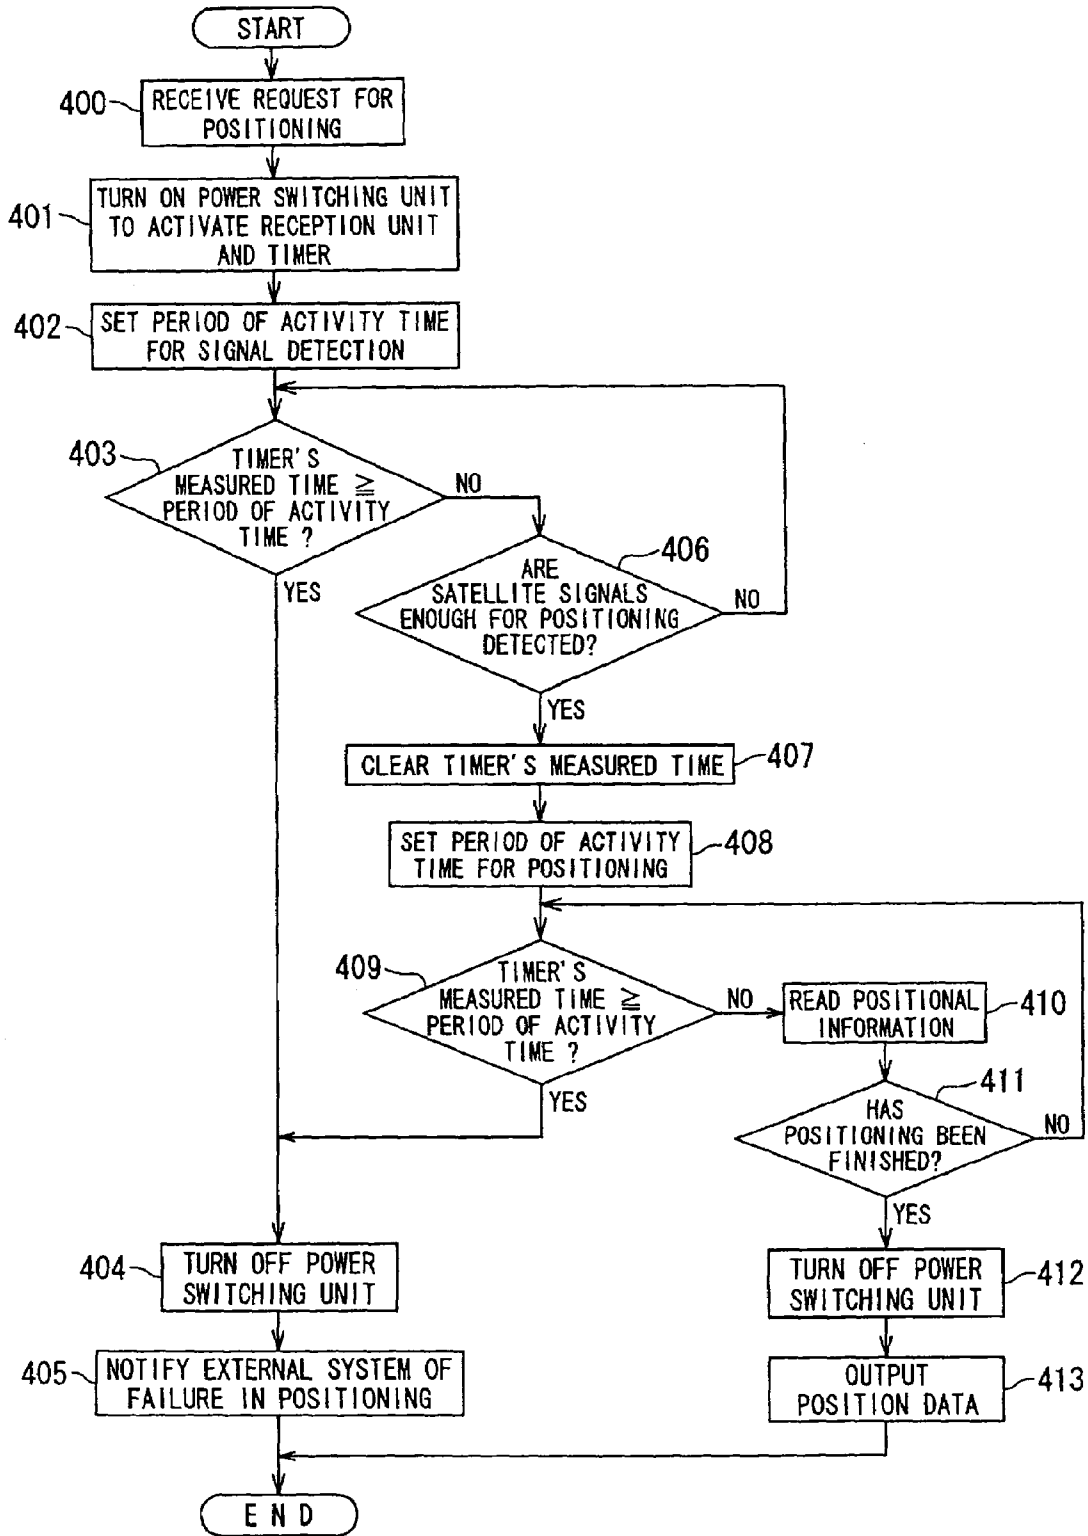 START
400
RECEIVE REQUEST FOR
POSITIONING
401
TURN ON POWER SWITCHING UNIT
TO ACTIVATE RECEPTION UNIT
AND TIMER
402
SET PERIOD OF ACTIVITY TIME
FOR SIGNAL DETECTION
403
TIMER'S
MEASURED TIME ≧
PERIOD OF ACTIVITY
TIME ?
NO
YES
406
ARE
SATELLITE SIGNALS
ENOUGH FOR POSITIONING
DETECTED?
NO
YES
CLEAR TIMER'S MEASURED TIME
407
SET PERIOD OF ACTIVITY
TIME FOR POSITIONING
408
409
TIMER'S
MEASURED TIME ≧
PERIOD OF ACTIVITY
TIME ?
NO
YES
READ POSITIONAL
INFORMATION
410
411
HAS
POSITIONING BEEN
FINISHED?
NO
YES
404
TURN OFF POWER
SWITCHING UNIT
TURN OFF POWER
SWITCHING UNIT
412
405
NOTIFY EXTERNAL SYSTEM OF
FAILURE IN POSITIONING
OUTPUT
POSITION DATA
413
END